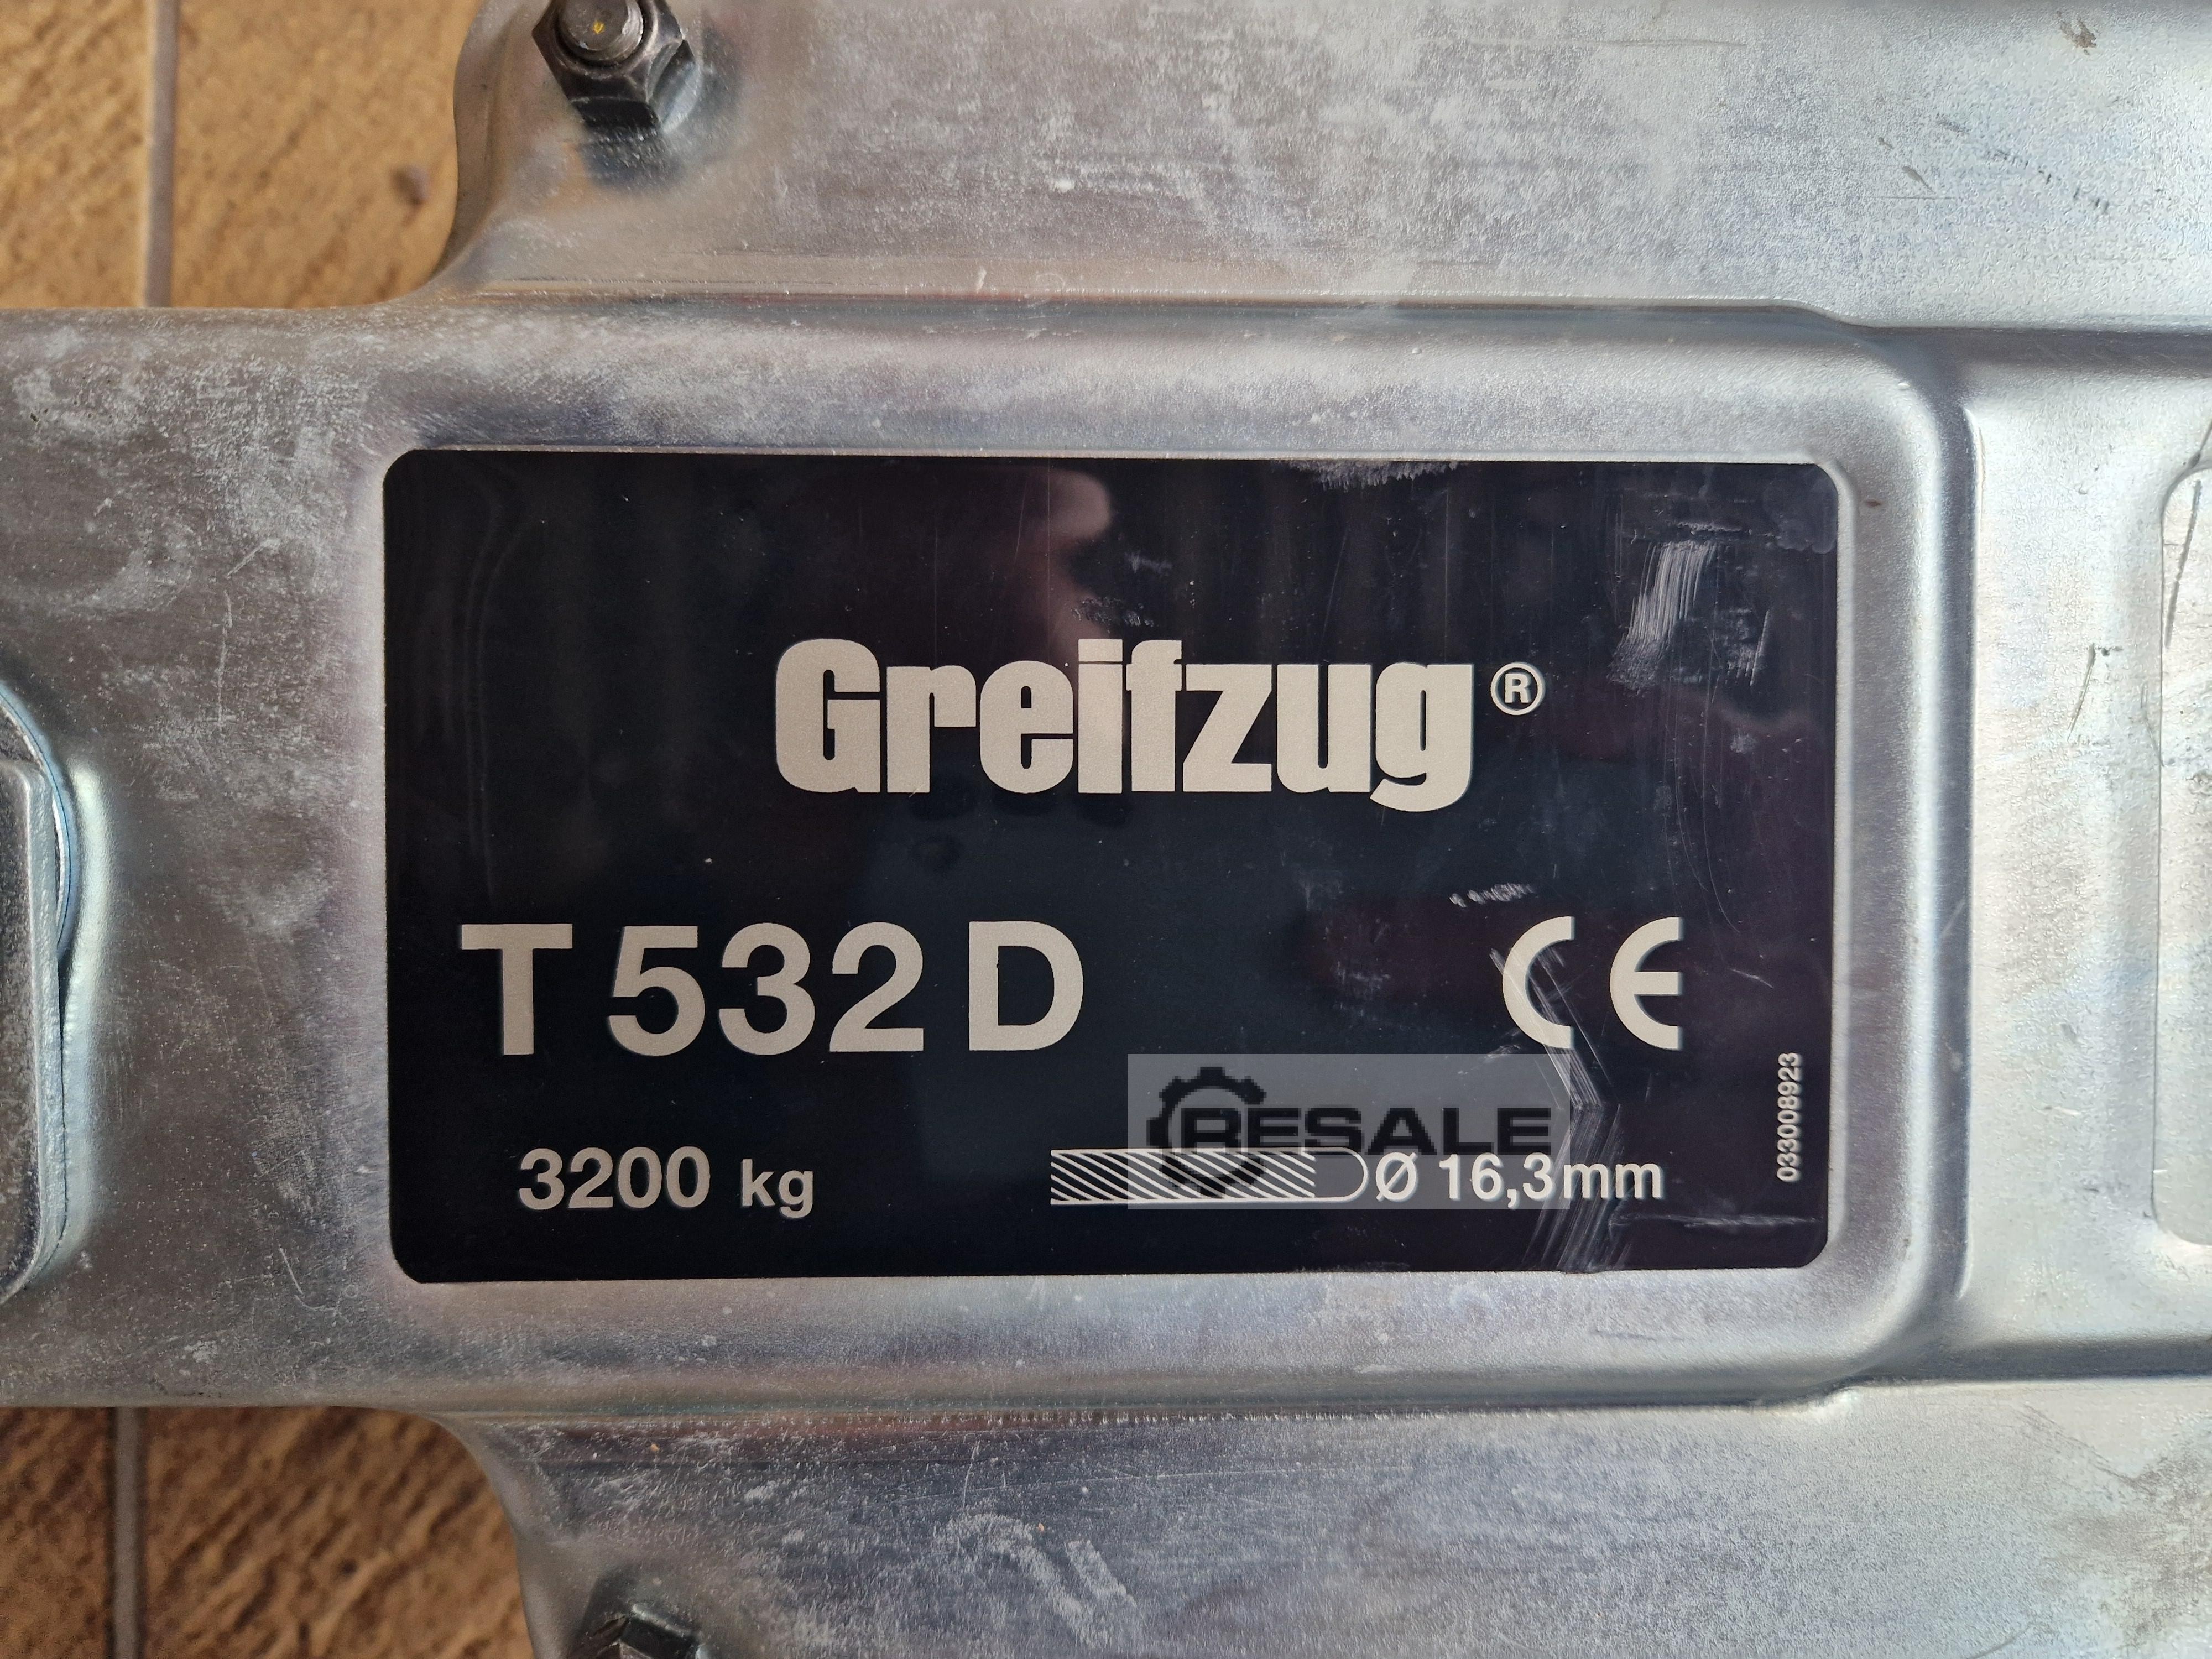 Greifzug®
T 532 D
CE
RESALE
3200 kg
Ø 16,3mm
033008923